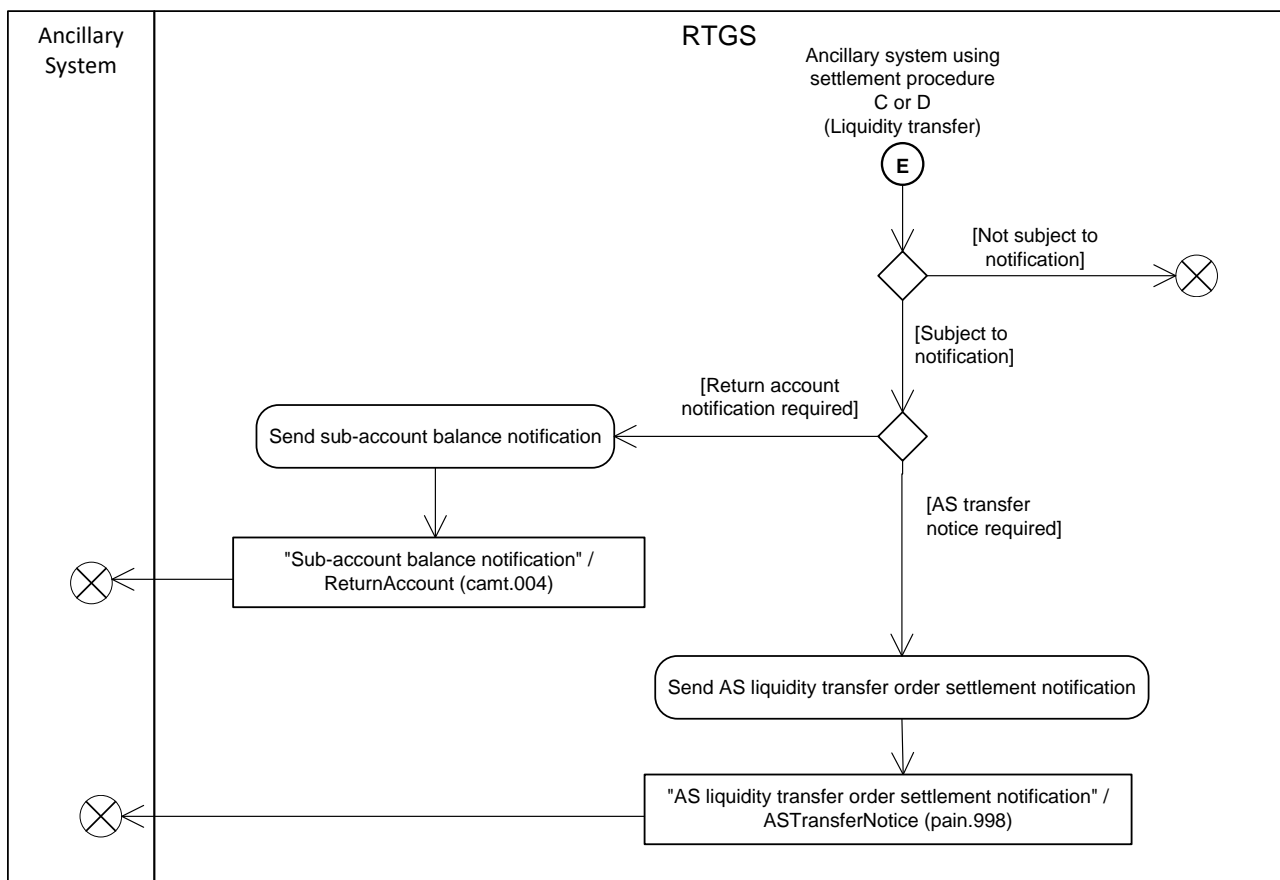 Ancillary
System
RTGS
Ancillary system using
settlement procedure
C or D
(Liquidity transfer)
E
[Not subject to
notification]
[Subject to
notification]
[Return account
notification required]
Send sub-account balance notification
[AS transfer
notice required]
"Sub-account balance notification" /
ReturnAccount (camt.004)
Send AS liquidity transfer order settlement notification
"AS liquidity transfer order settlement notification" /
ASTransferNotice (pain.998)